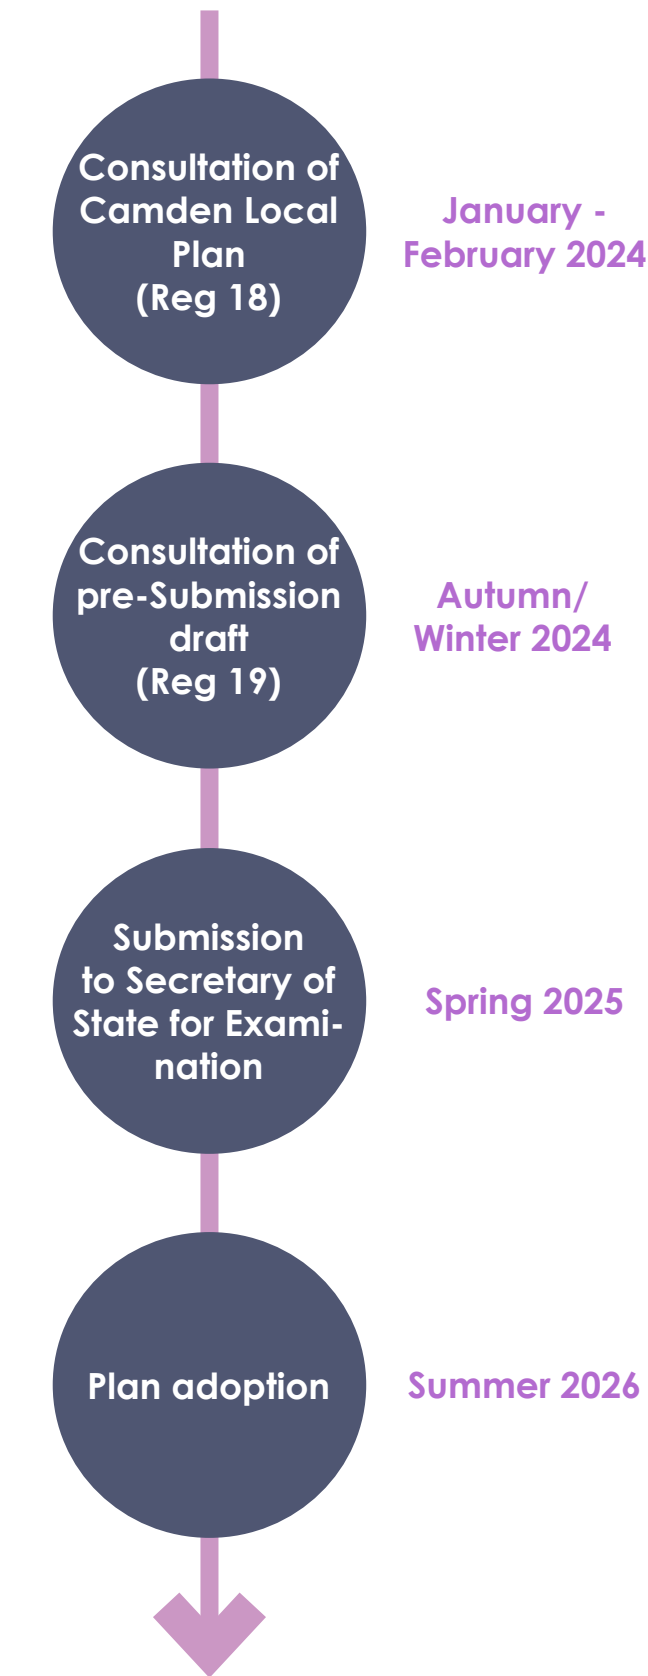 Consultation of
Camden Local
Plan
(Reg 18)
January -
February 2024
Consultation of
pre-Submission
draft
(Reg 19)
Autumn/
Winter 2024
Submission
to Secretary of
State for Exami-
nation
Spring 2025
Plan adoption
Summer 2026